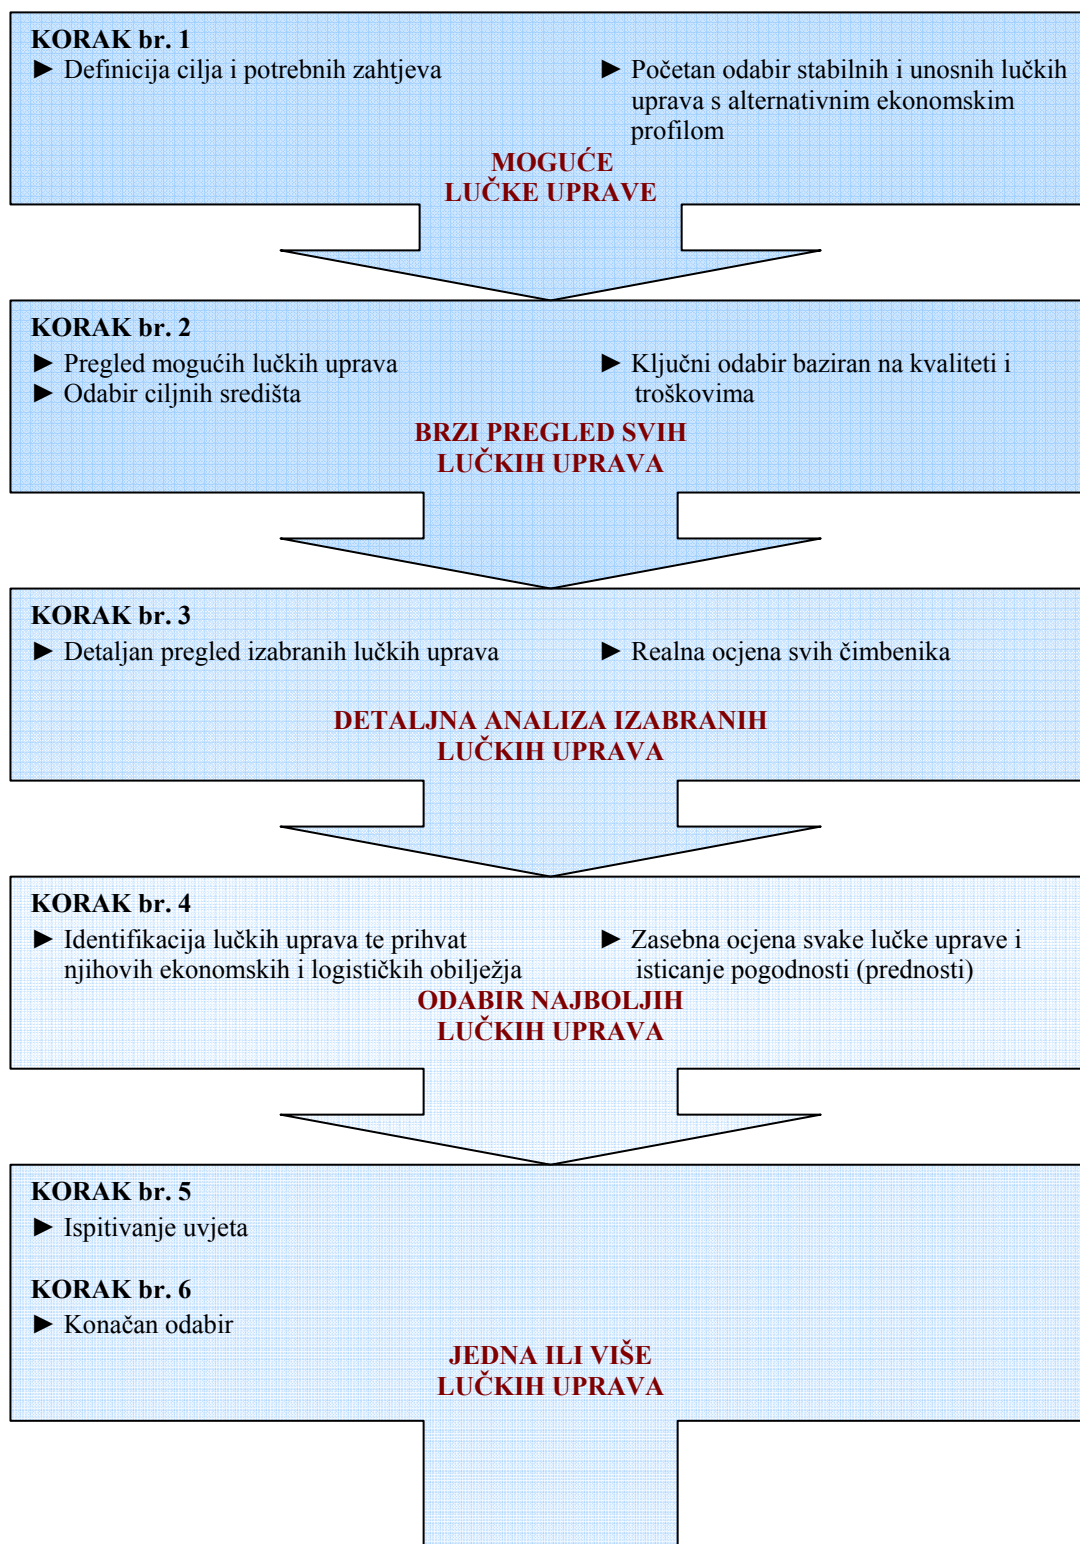 KORAK br. 1
► Definicija cilja i potrebnih zahtjeva
► Početan odabir stabilnih i unosnih lučkih
uprava s alternativnim ekonomskim
profilom
MOGUĆE
LUČKE UPRAVE
KORAK br. 2
► Pregled mogućih lučkih uprava
► Odabir ciljnih središta
► Ključni odabir baziran na kvaliteti i
troškovima
BRZI PREGLED SVIH
LUČKIH UPRAVA
KORAK br. 3
► Detaljan pregled izabranih lučkih uprava
► Realna ocjena svih čimbenika
DETALJNA ANALIZA IZABRANIH
LUČKIH UPRAVA
KORAK br. 4
► Identifikacija lučkih uprava te prihvat
njihovih ekonomskih i logističkih obilježja
► Zasebna ocjena svake lučke uprave i
isticanje pogodnosti (prednosti)
ODABIR NAJBOLJIH
LUČKIH UPRAVA
KORAK br. 5
► Ispitivanje uvjeta
KORAK br. 6
► Konačan odabir
JEDNA ILI VIŠE
LUČKIH UPRAVA